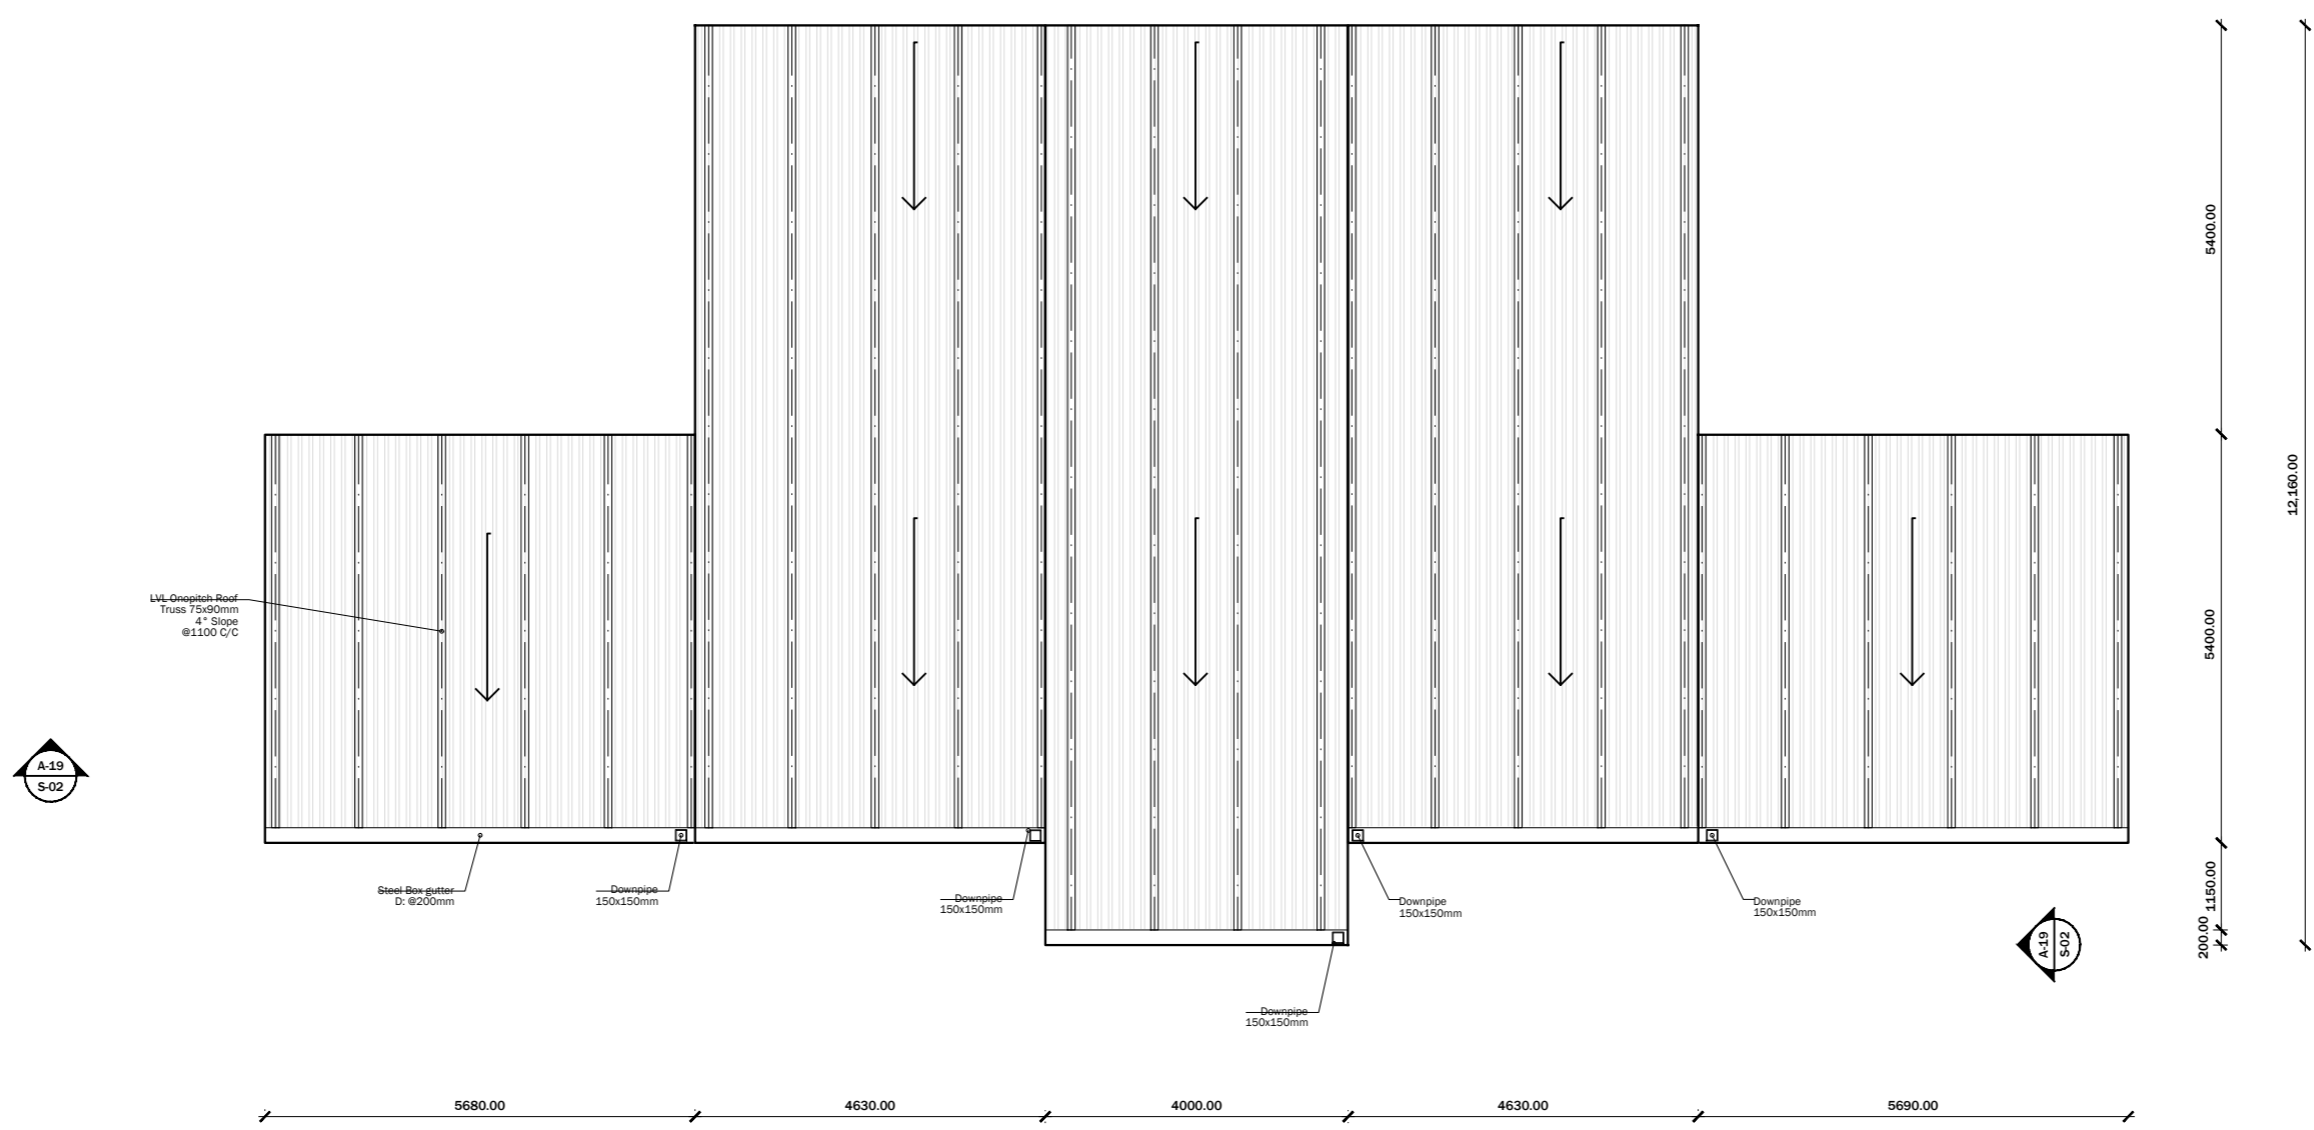 5400.00
12,160.00
LVL Onopitch Roof
Truss 75x90mm
4° Slope
@1100 C/C
5400.00
A-19
S-02
Steel Box gutter
D: @200mm
Downpipe
150x150mm
Downpipe
150x150mm
Downpipe
150x150mm
Downpipe
150x150mm
1150.00
200.00
A-19
S-02
Downpipe
150x150mm
5680.00
4630.00
4000.00
4630.00
5690.00